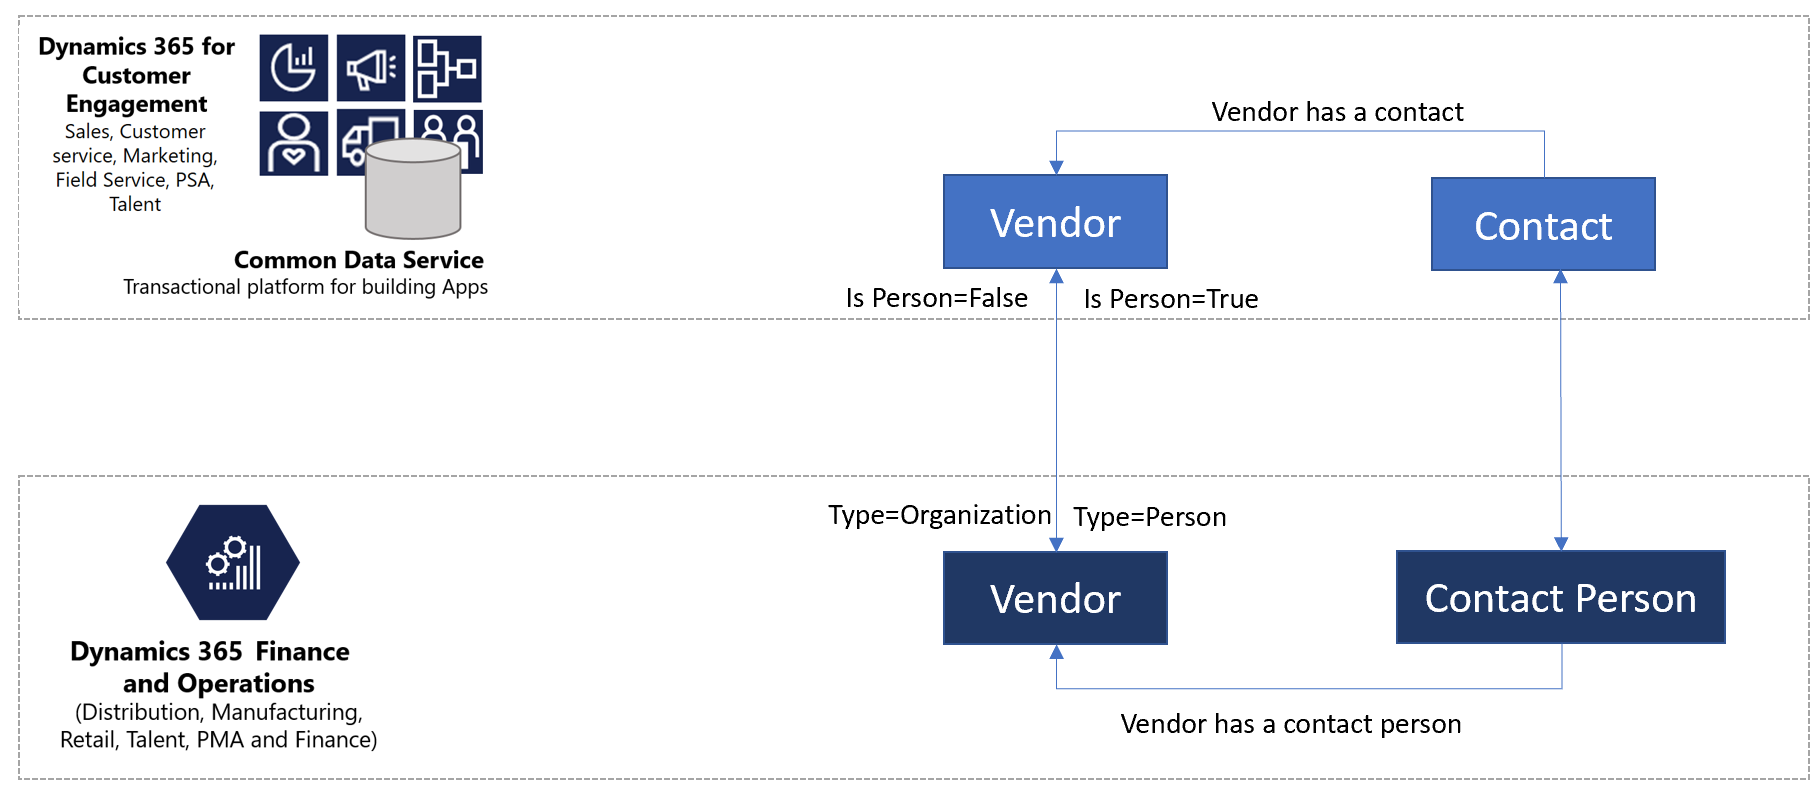 Dynamics 365 for
Customer
Engagement
Sales, Customer
service, Marketing,
Field Service, PSA,
Talent
Common Data Service
Transactional platform for building Apps
Vendor has a contact
Vendor
Contact
Is Person=False
Is Person=True
Type=Organization
Type=Person
Vendor
Contact Person
Vendor has a contact person
Dynamics 365 Finance
and Operations
(Distribution, Manufacturing,
Retail, Talent, PMA and Finance)